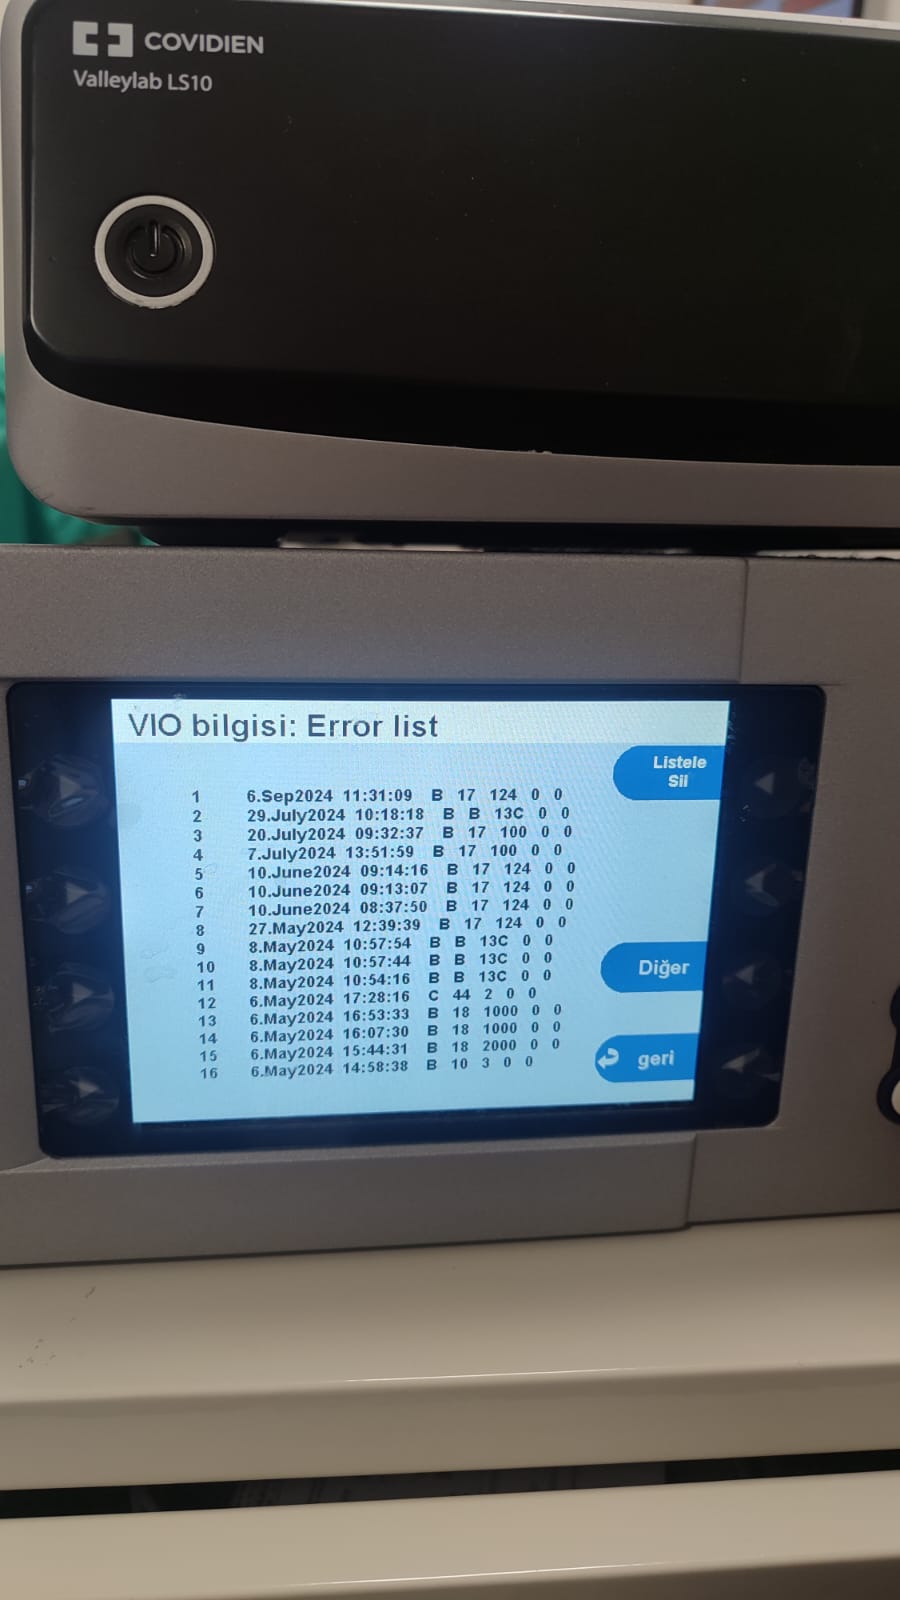 COVIDIEN
Valleylab LS10
VIO bilgisi: Error list
Listele
Sil
1 6.Sep2024 11:31:09 B 17 124 0 0
2 29.July2024 10:18:18 B B 13C 0 0
3 20.July2024 09:32:37 B 17 100 0 0
4 7.July2024 13:51:59 B 17 100 0 0
5 10.June2024 09:14:16 B 17 124 0 0
6 10.June2024 09:13:07 B 17 124 0 0
7 10.June2024 08:37:50 B 17 124 0 0
8 27.May2024 12:39:39 B 17 124 0 0
9 8.May2024 10:57:54 B B 13C 0 0
10 8.May2024 10:57:44 B B 13C 0 0
11 8.May2024 10:54:16 B B 13C 0 0
12 6.May2024 17:28:16 C 44 2 0 0
13 6.May2024 16:53:33 B 18 1000 0 0
14 6.May2024 16:07:30 B 18 1000 0 0
15 6.May2024 15:44:31 B 18 2000 0 0
16 6.May2024 14:58:38 B 10 3 0 0
Diğer
geri